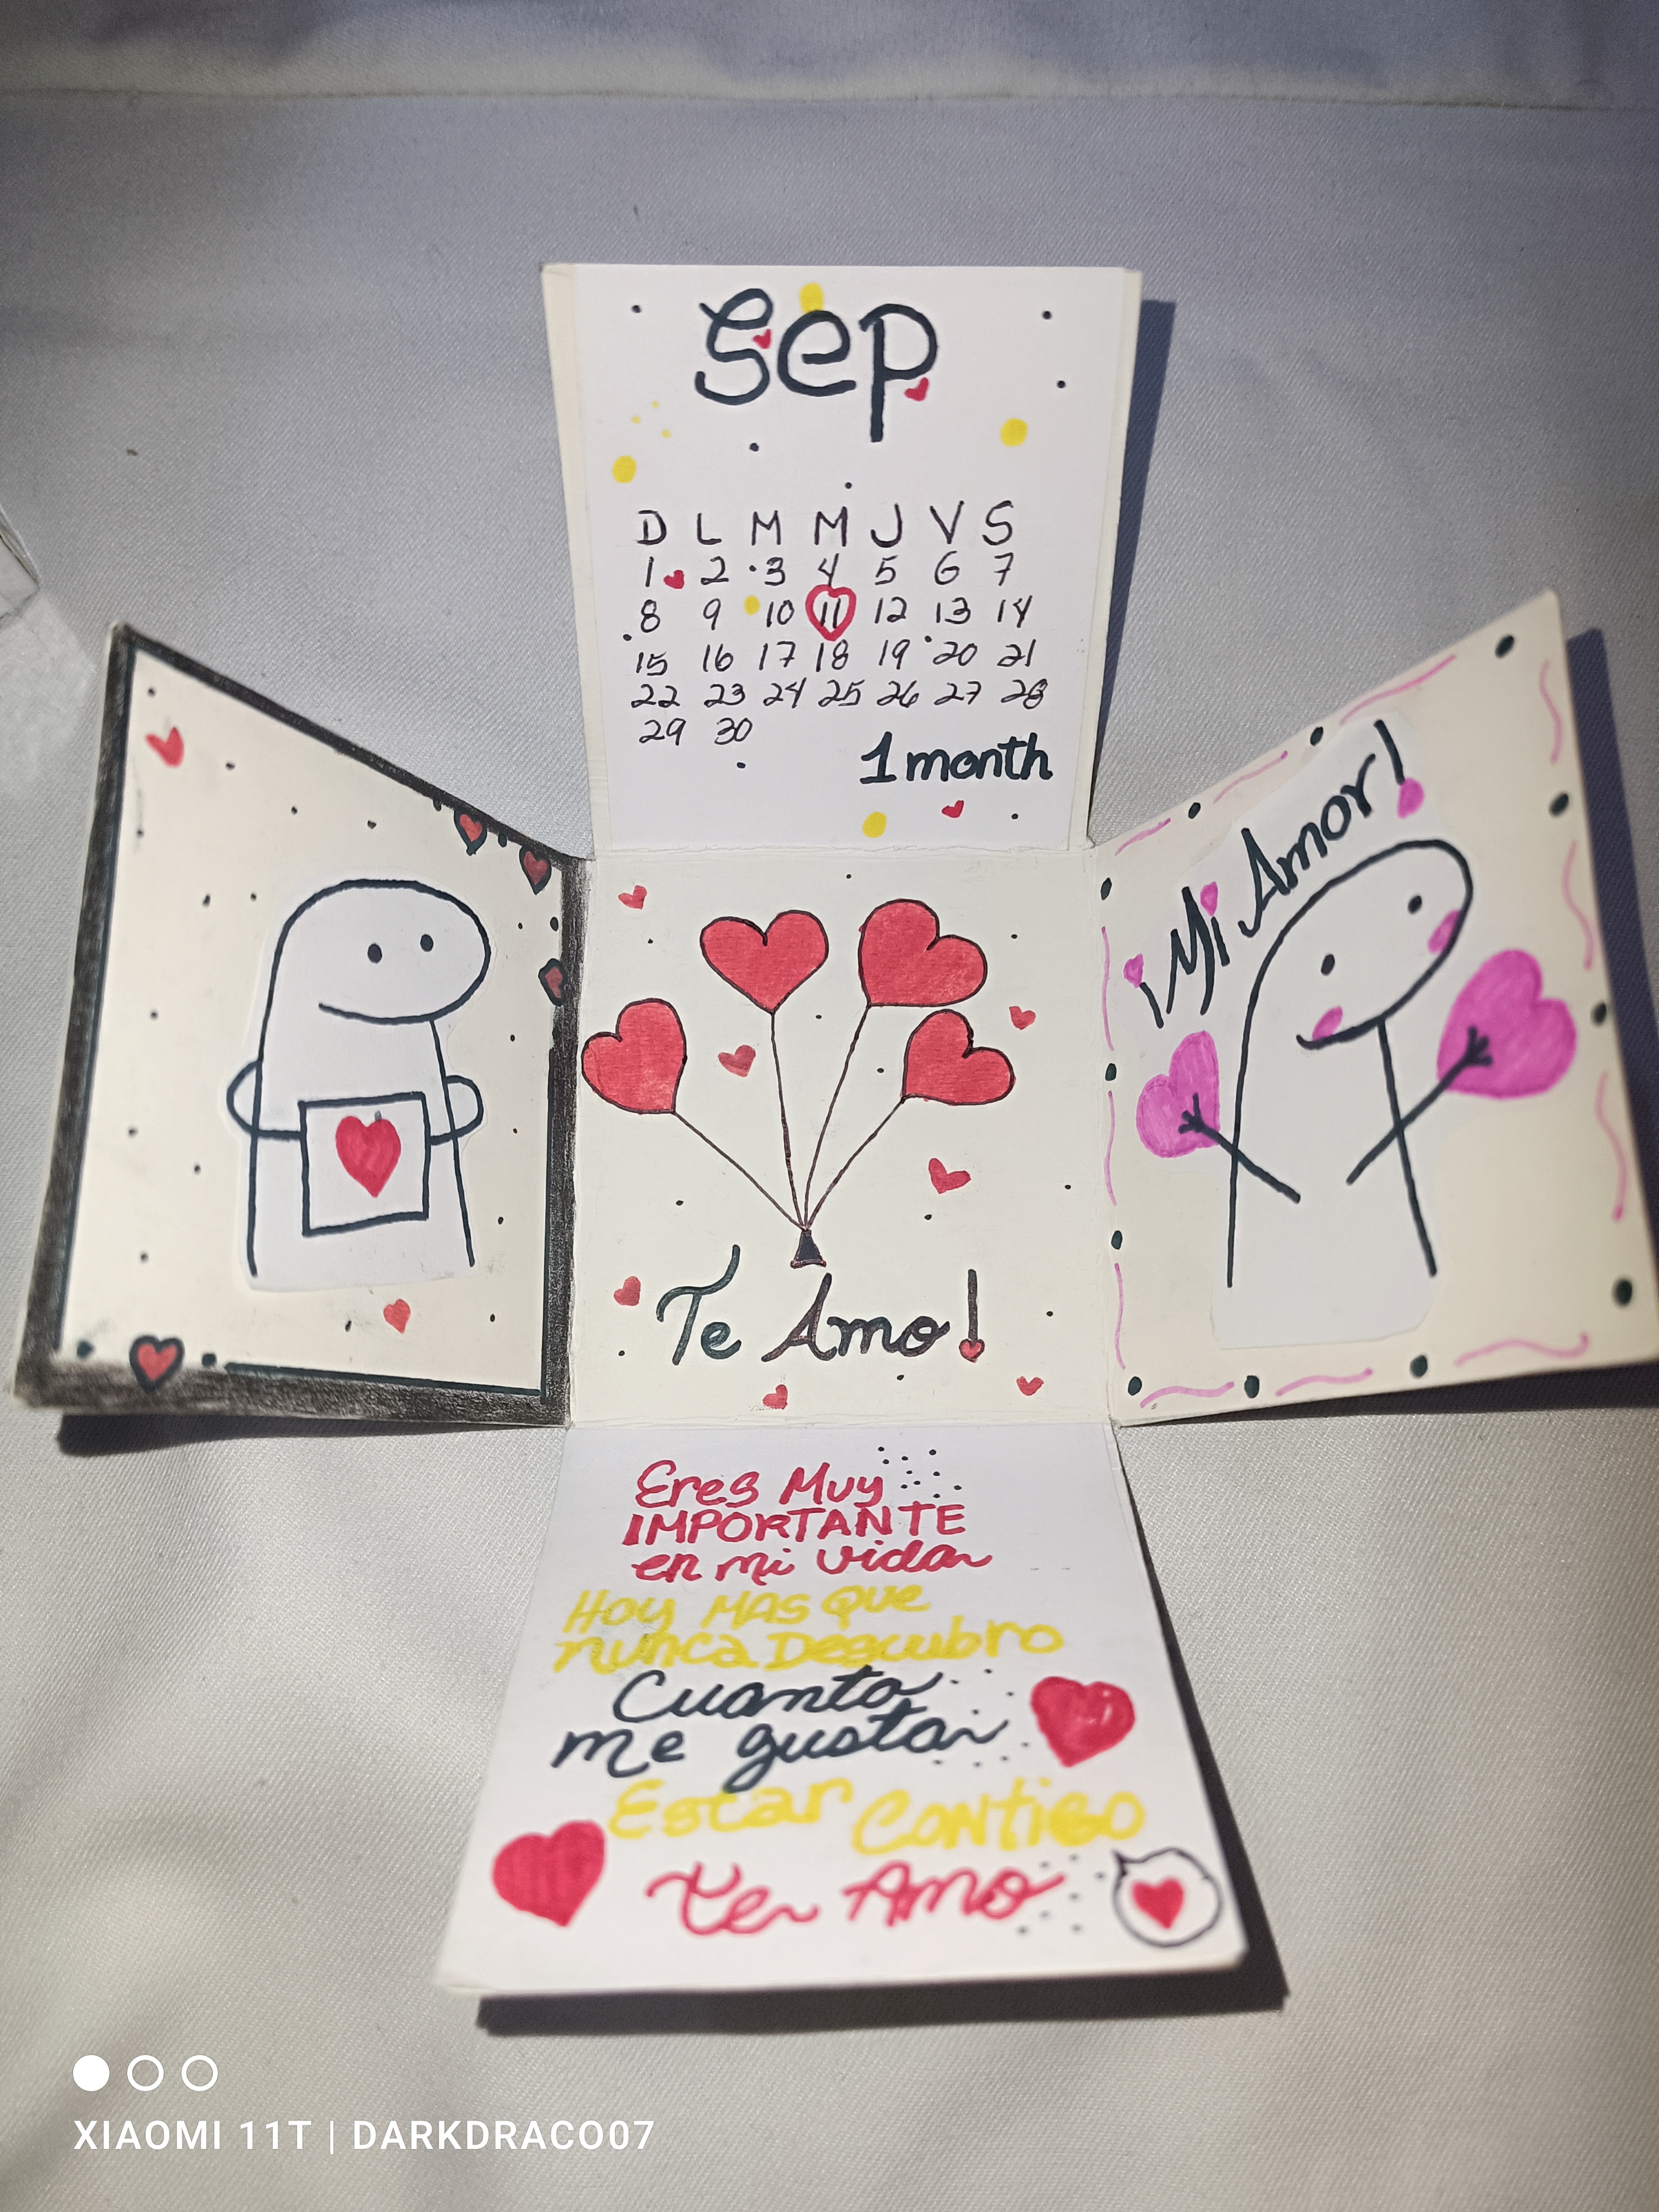 Sep
D L M M J V S
1 2 3 4 5 6 7
8 9 10 11 12 13 14
15 16 17 18 19 20 21
22 23 24 25 26 27 28
29 30
1 month
¡Mi Amor!
Te Amo!
Eres Muy
IMPORTANTE
en mi vida
Hoy MAS QUE
nunca Descubro
Cuanto
me gusta
Estar CONTIGO
Te Amo
XIAOMI 11T | DARKDRACO07